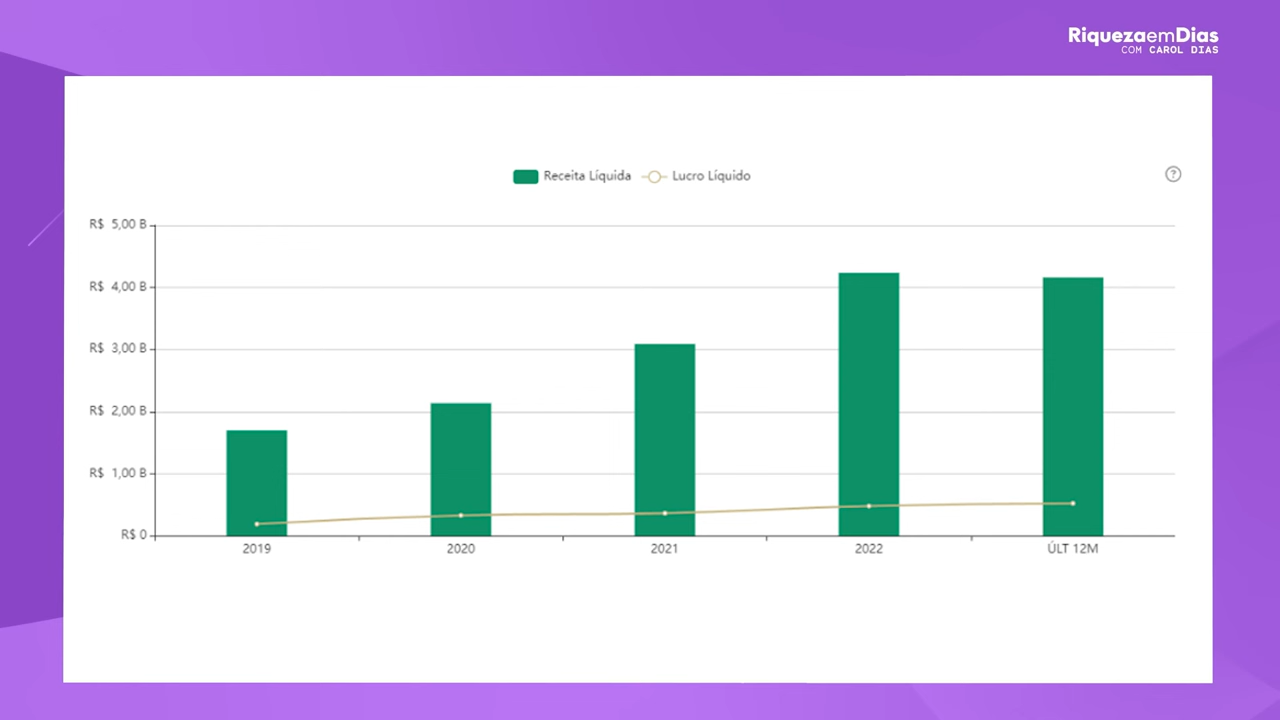 RiquezaemDias
COM CAROL DIAS
Receita Líquida Lucro Líquido ?
R$ 5,00 B
R$ 4,00 B
R$ 3,00 B
R$ 2,00 B
R$ 1,00 B
R$ 0
2019 2020 2021 2022 ÚLT 12M